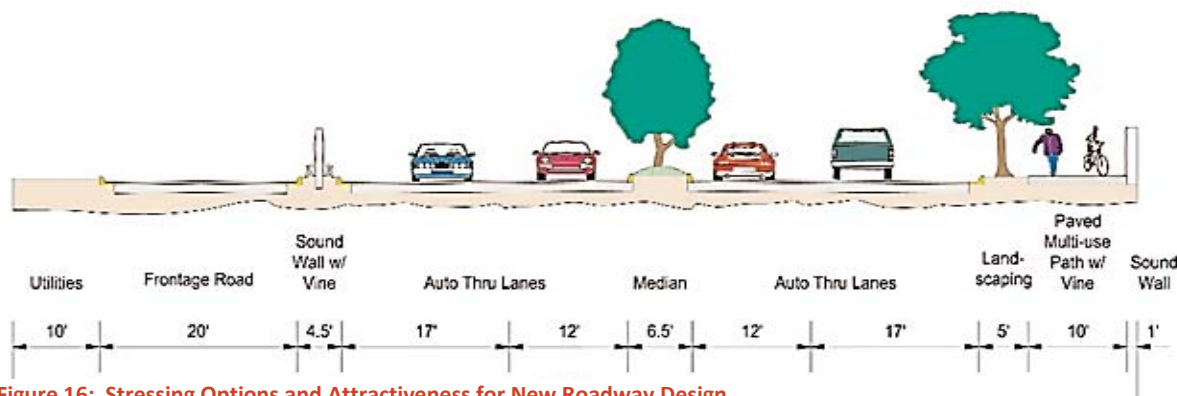 Sound
Wall w/
Vine
Paved
Multi-use
Path w/
Vine
Utilities
Frontage Road
Auto Thru Lanes
Median
Auto Thru Lanes
Land-
scaping
Sound
Wall
10' 20' 4.5' 17' 12' 6.5' 12' 17' 5' 10' 1'
Figure 16: Stressing Options and Attractiveness for New Roadway Design